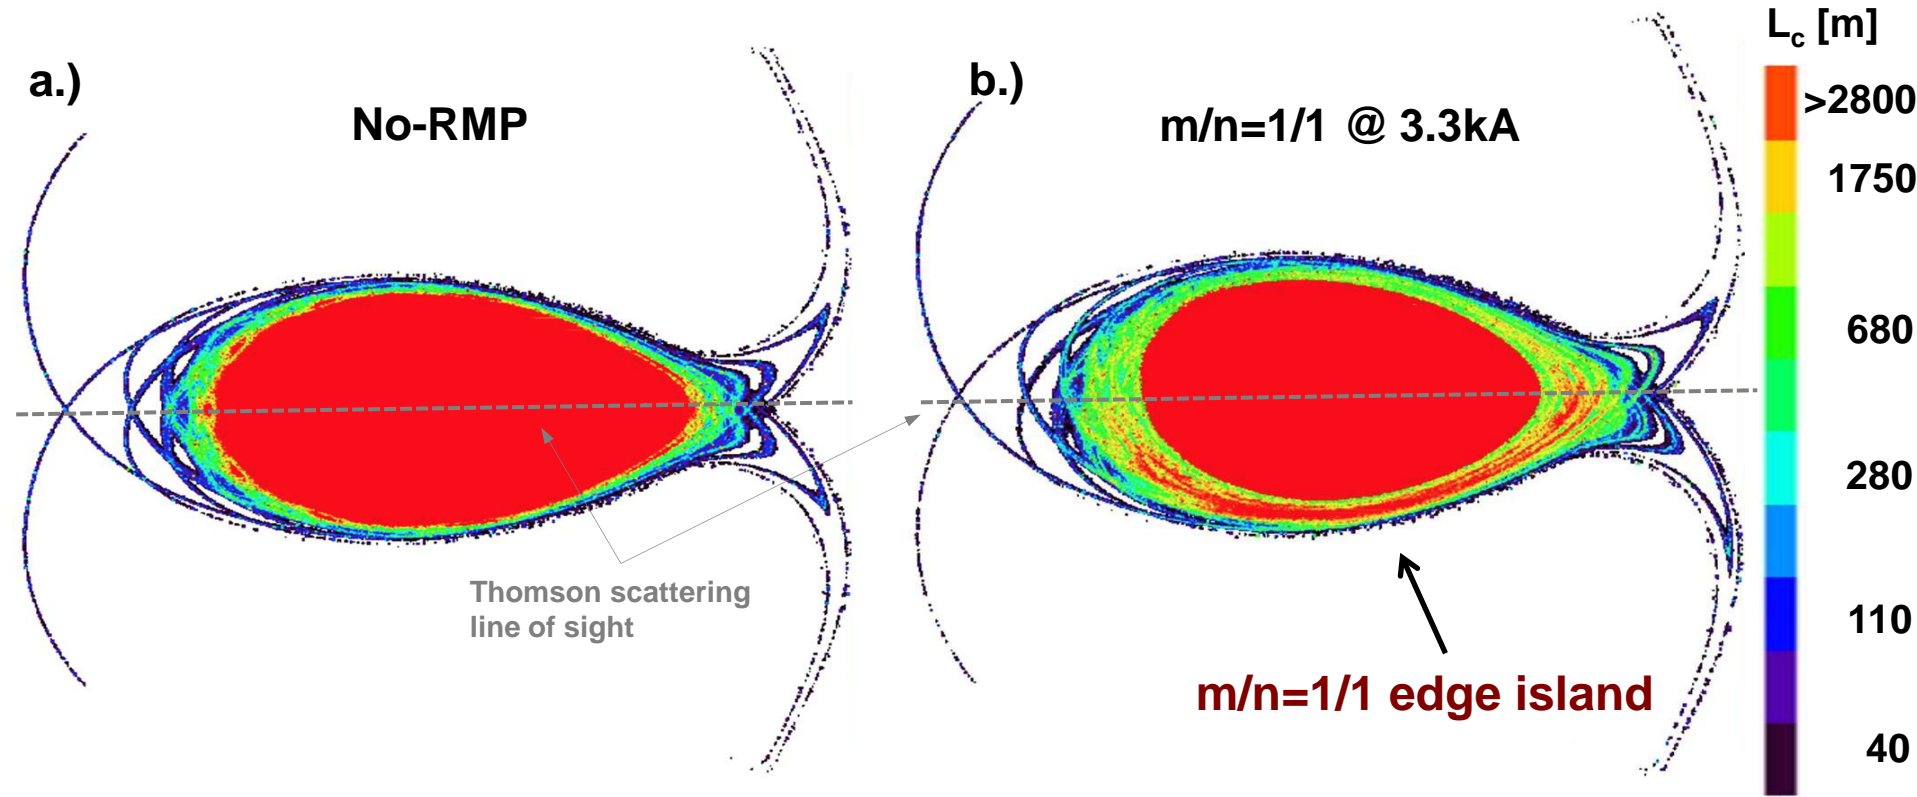 a.)
No-RMP
b.)
m/n=1/1 @ 3.3kA
Lc [m]
>2800
1750
680
280
110
40
Thomson scattering
line of sight
m/n=1/1 edge island